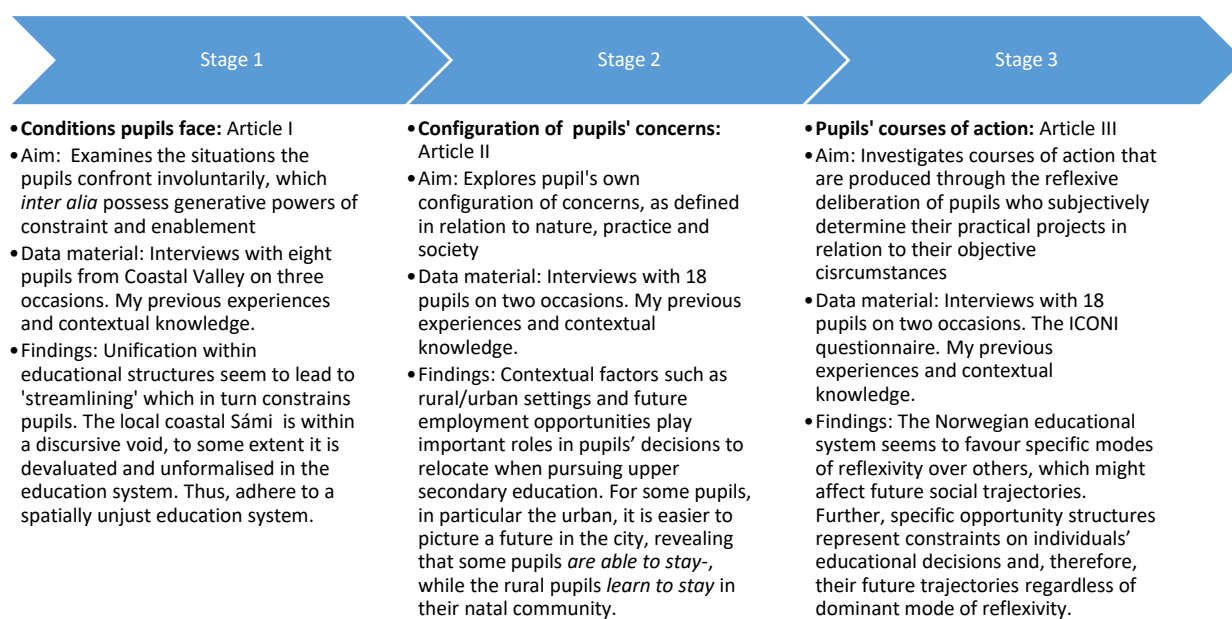 Stage 1
Stage 2
Stage 3
•Conditions pupils face: Article I
•Aim: Examines the situations the
pupils confront involuntarily, which
inter alia possess generative powers of
constraint and enablement
•Data material: Interviews with eight
pupils from Coastal Valley on three
occasions. My previous experiences
and contextual knowledge.
•Findings: Unification within
educational structures seem to lead to
'streamlining' which in turn constrains
pupils. The local coastal Sámi is within
a discursive void, to some extent it is
devaluated and unformalised in the
education system. Thus, adhere to a
spatially unjust education system.
•Configuration of pupils' concerns:
Article II
•Aim: Explores pupil's own
configuration of concerns, as defined
in relation to nature, practice and
society
•Data material: Interviews with 18
pupils on two occasions. My previous
experiences and contextual
knowledge.
•Findings: Contextual factors such as
rural/urban settings and future
employment opportunities play
important roles in pupils’ decisions to
relocate when pursuing upper
secondary education. For some pupils,
in particular the urban, it is easier to
picture a future in the city, revealing
that some pupils are able to stay-,
while the rural pupils learn to stay in
their natal community.
•Pupils' courses of action: Article III
•Aim: Investigates courses of action that
are produced through the reflexive
deliberation of pupils who subjectively
determine their practical projects in
relation to their objective
cisrcumstances
•Data material: Interviews with 18
pupils on two occasions. The ICONI
questionnaire. My previous
experiences and contextual
knowledge.
•Findings: The Norwegian educational
system seems to favour specific modes
of reflexivity over others, which might
affect future social trajectories.
Further, specific opportunity structures
represent constraints on individuals’
educational decisions and, therefore,
their future trajectories regardless of
dominant mode of reflexivity.